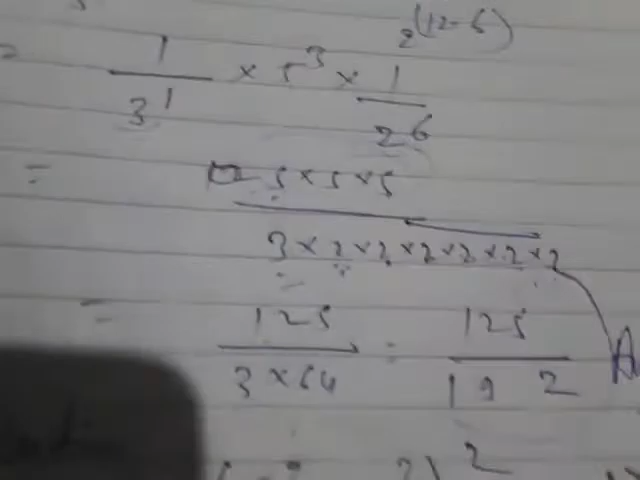 2^(12-6)
= 1/3^1 × 5^3 × 1/2^6
= 5×5×5 / 3×2×2×2×2×2×2
= 125 / 3×64 = 125 / 192